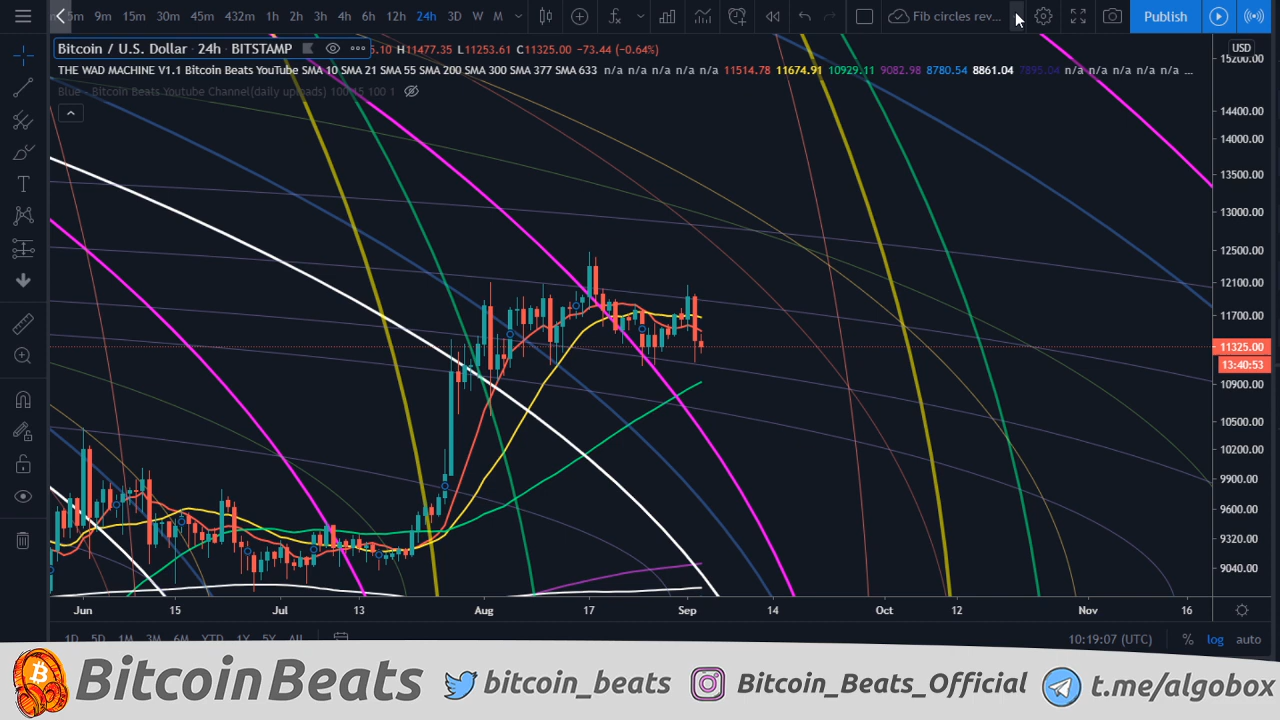 5m 9m 15m 30m 45m 432m 1h 2h 3h 4h 6h 12h 24h 3D W M Fib circles rev... Publish
Bitcoin / U.S. Dollar · 24h · BITSTAMP 5.10 H11477.35 L11253.61 C11325.00 −73.44 (−0.64%)
THE WAD MACHINE V1.1 Bitcoin Beats YouTube SMA 10 SMA 21 SMA 55 SMA 200 SMA 300 SMA 377 SMA 633 n/a n/a n/a n/a n/a 11514.78 11674.91 10929.11 9082.98 8780.54 8861.04 7895.04 n/a n/a n/a n/a n/a ...
Blue - Bitcoin Beats Youtube Channel(daily uploads) 100 15 100 1
USD
15200.00
14400.00
14000.00
13500.00
13000.00
12500.00
12100.00
11700.00
11325.00
13:40:53
10900.00
10500.00
10200.00
9900.00
9600.00
9320.00
9040.00
Jun 15 Jul 13 Aug 17 Sep 14 Oct 12 Nov 16
1D 5D 1M 3M 6M YTD 1Y 5Y All 10:19:07 (UTC) % log auto
Bitcoin Beats bitcoin_beats Bitcoin_Beats_Official t.me/algobox